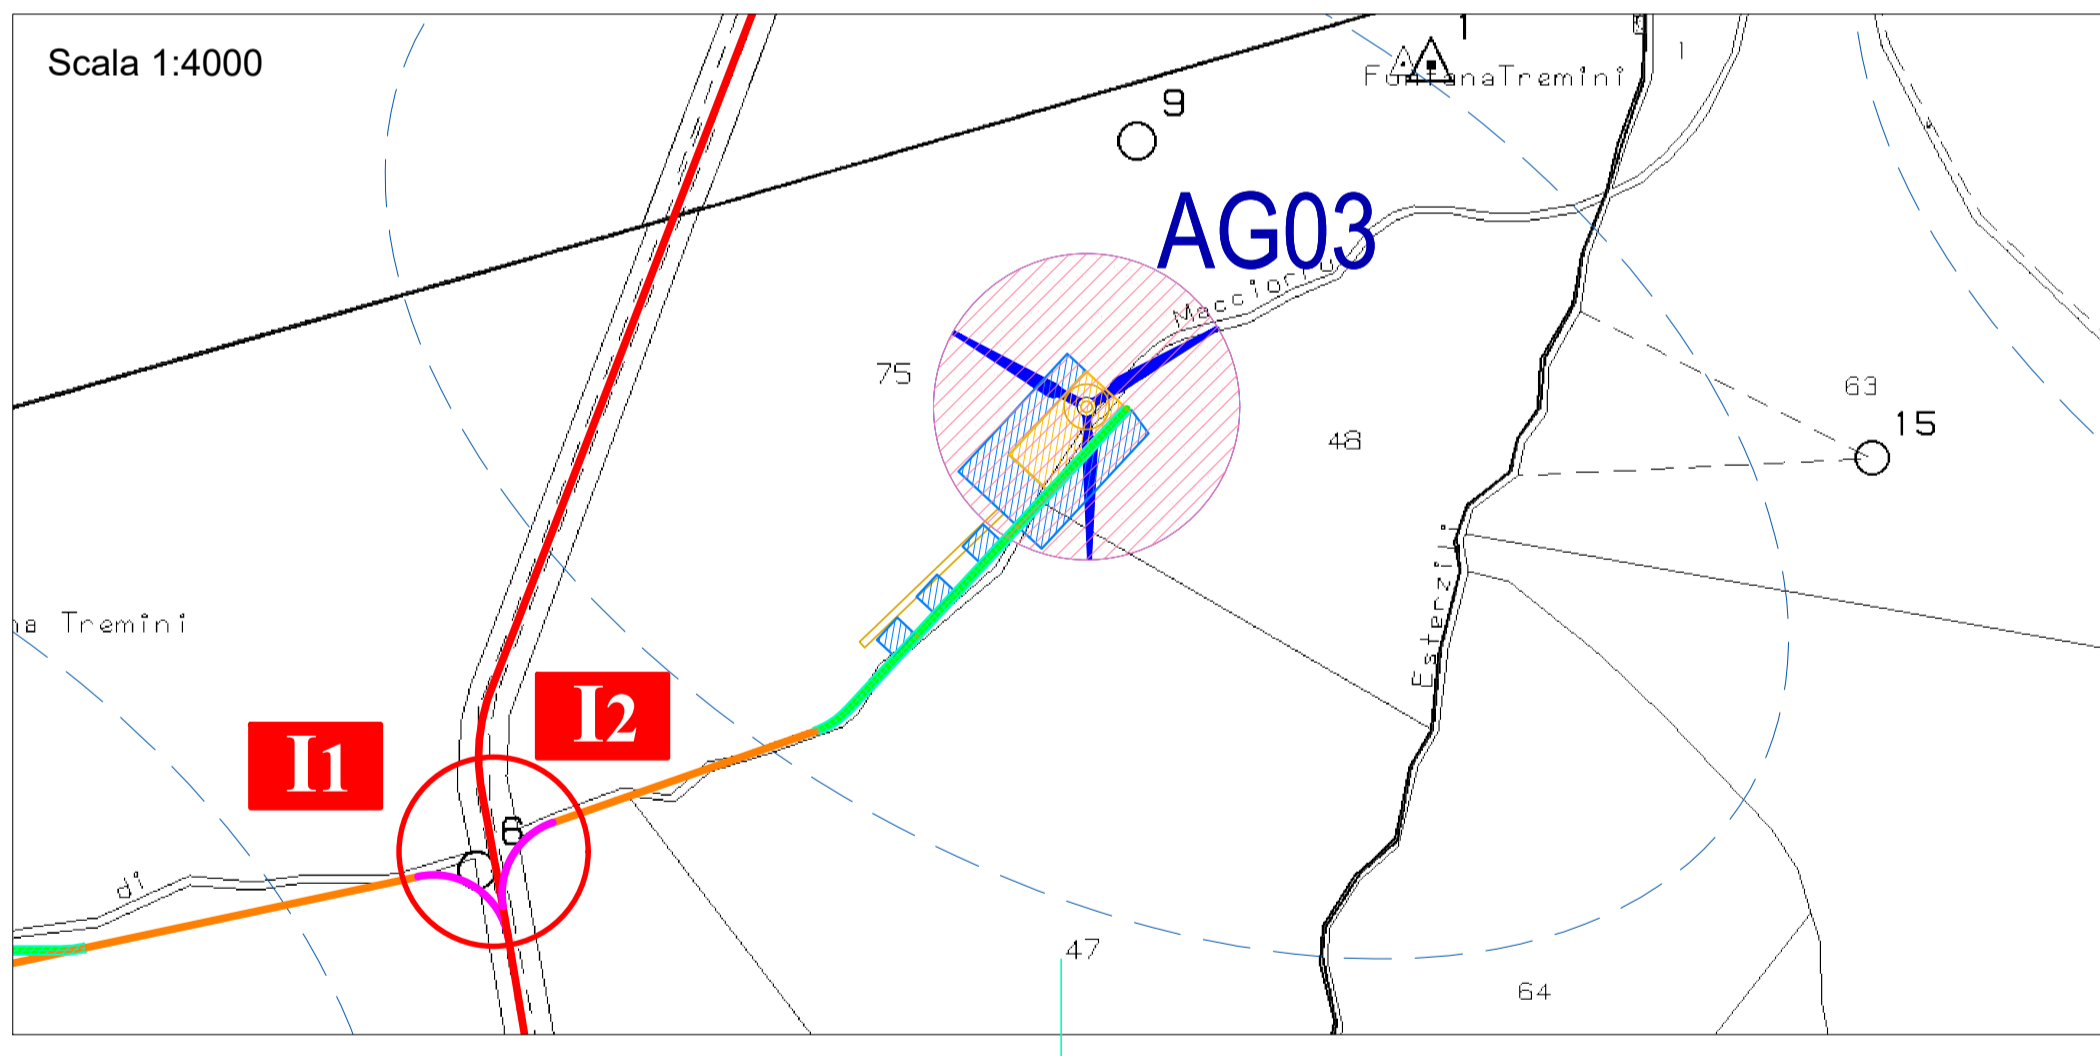 Scala 1:4000
1
1
FontanaTremini
9
AG03
Macciorlu
75
63
48
15
Esterzili
na Tremini
I2
I1
6
di
47
64